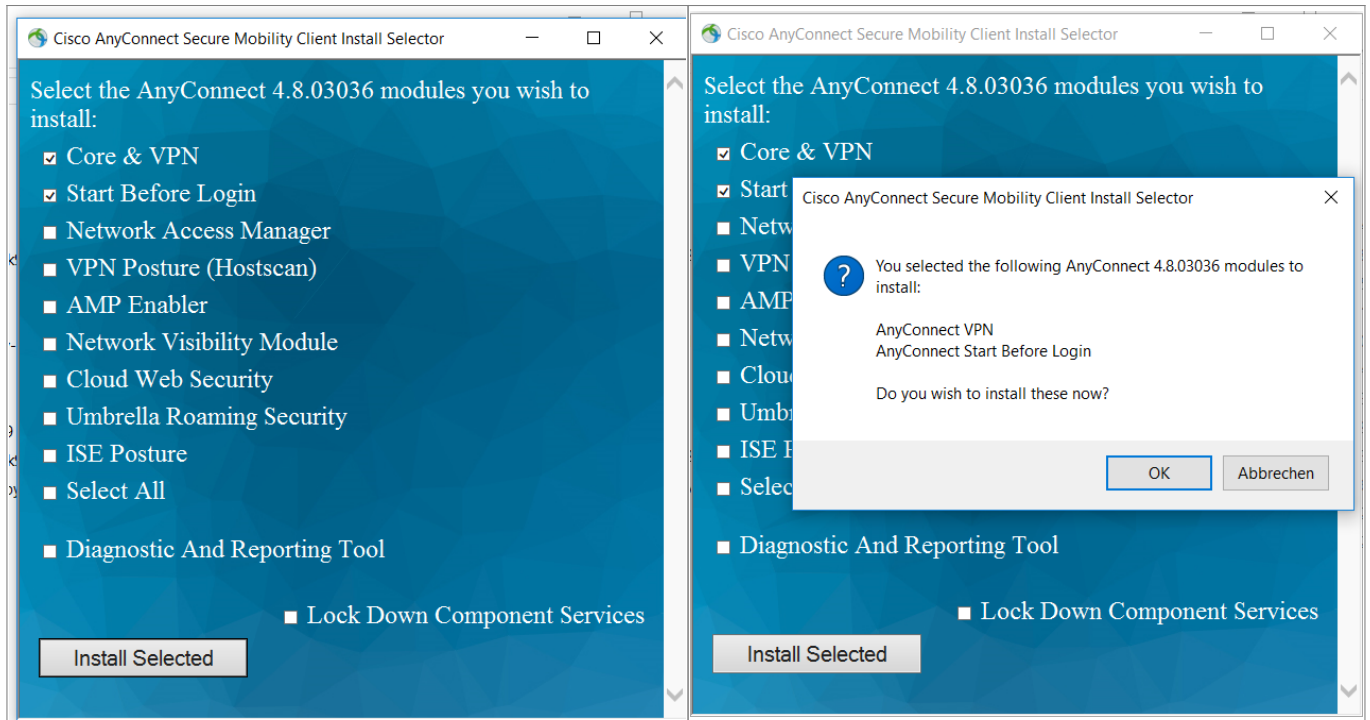 Cisco AnyConnect Secure Mobility Client Install Selector
Select the AnyConnect 4.8.03036 modules you wish to
install:
Core & VPN
Start Before Login
Network Access Manager
VPN Posture (Hostscan)
AMP Enabler
Network Visibility Module
Cloud Web Security
Umbrella Roaming Security
ISE Posture
Select All
Diagnostic And Reporting Tool
Lock Down Component Services
Install Selected
Cisco AnyConnect Secure Mobility Client Install Selector
Select the AnyConnect 4.8.03036 modules you wish to
install:
Core & VPN
Start
Netw
VPN
AMP
Netw
Clou
Umb
ISE
Selec
Diagnostic And Reporting Tool
Lock Down Component Services
Install Selected
Cisco AnyConnect Secure Mobility Client Install Selector
You selected the following AnyConnect 4.8.03036 modules to
install:
AnyConnect VPN
AnyConnect Start Before Login
Do you wish to install these now?
OK
Abbrechen